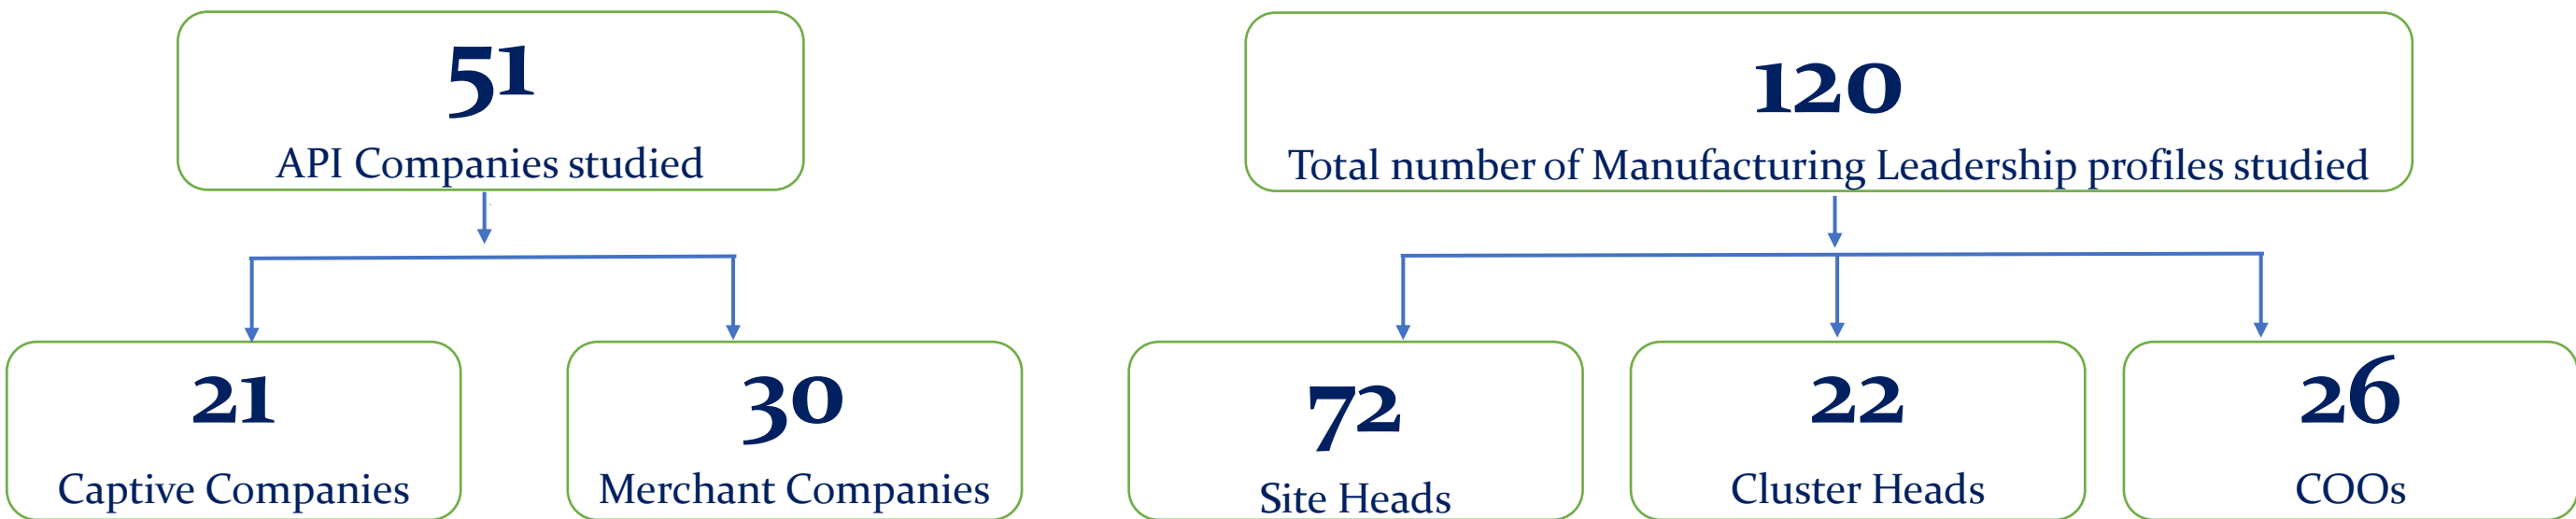 51
API Companies studied
120
Total number of Manufacturing Leadership profiles studied
21
Captive Companies
30
Merchant Companies
72
Site Heads
22
Cluster Heads
26
COOs